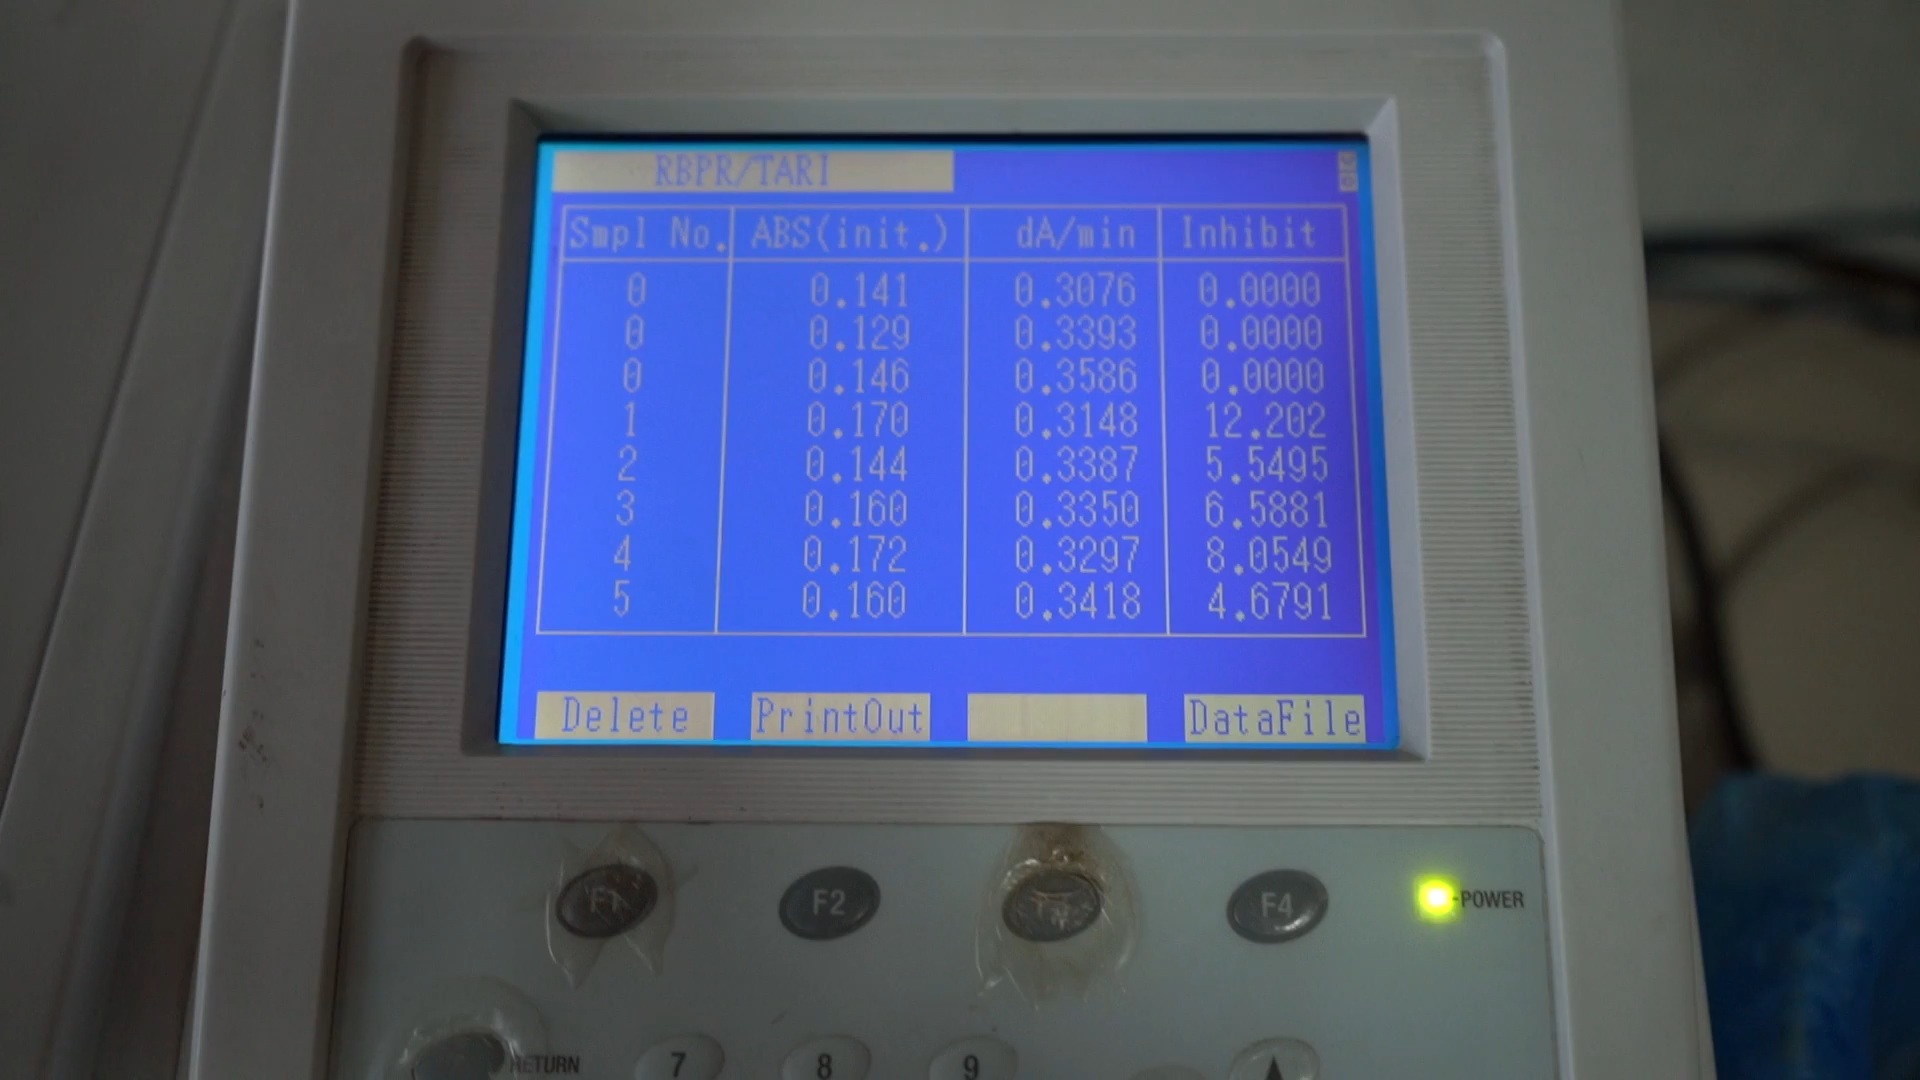 RBPR/TARI
Smpl No. ABS(init.) dA/min Inhibit
0 0.141 0.3076 0.0000
0 0.129 0.3393 0.0000
0 0.146 0.3586 0.0000
1 0.170 0.3148 12.202
2 0.144 0.3387 5.5495
3 0.160 0.3350 6.5881
4 0.172 0.3297 8.0549
5 0.160 0.3418 4.6791
Delete PrintOut DataFile
F1 F2 F4 POWER
RETURN 7 8 9